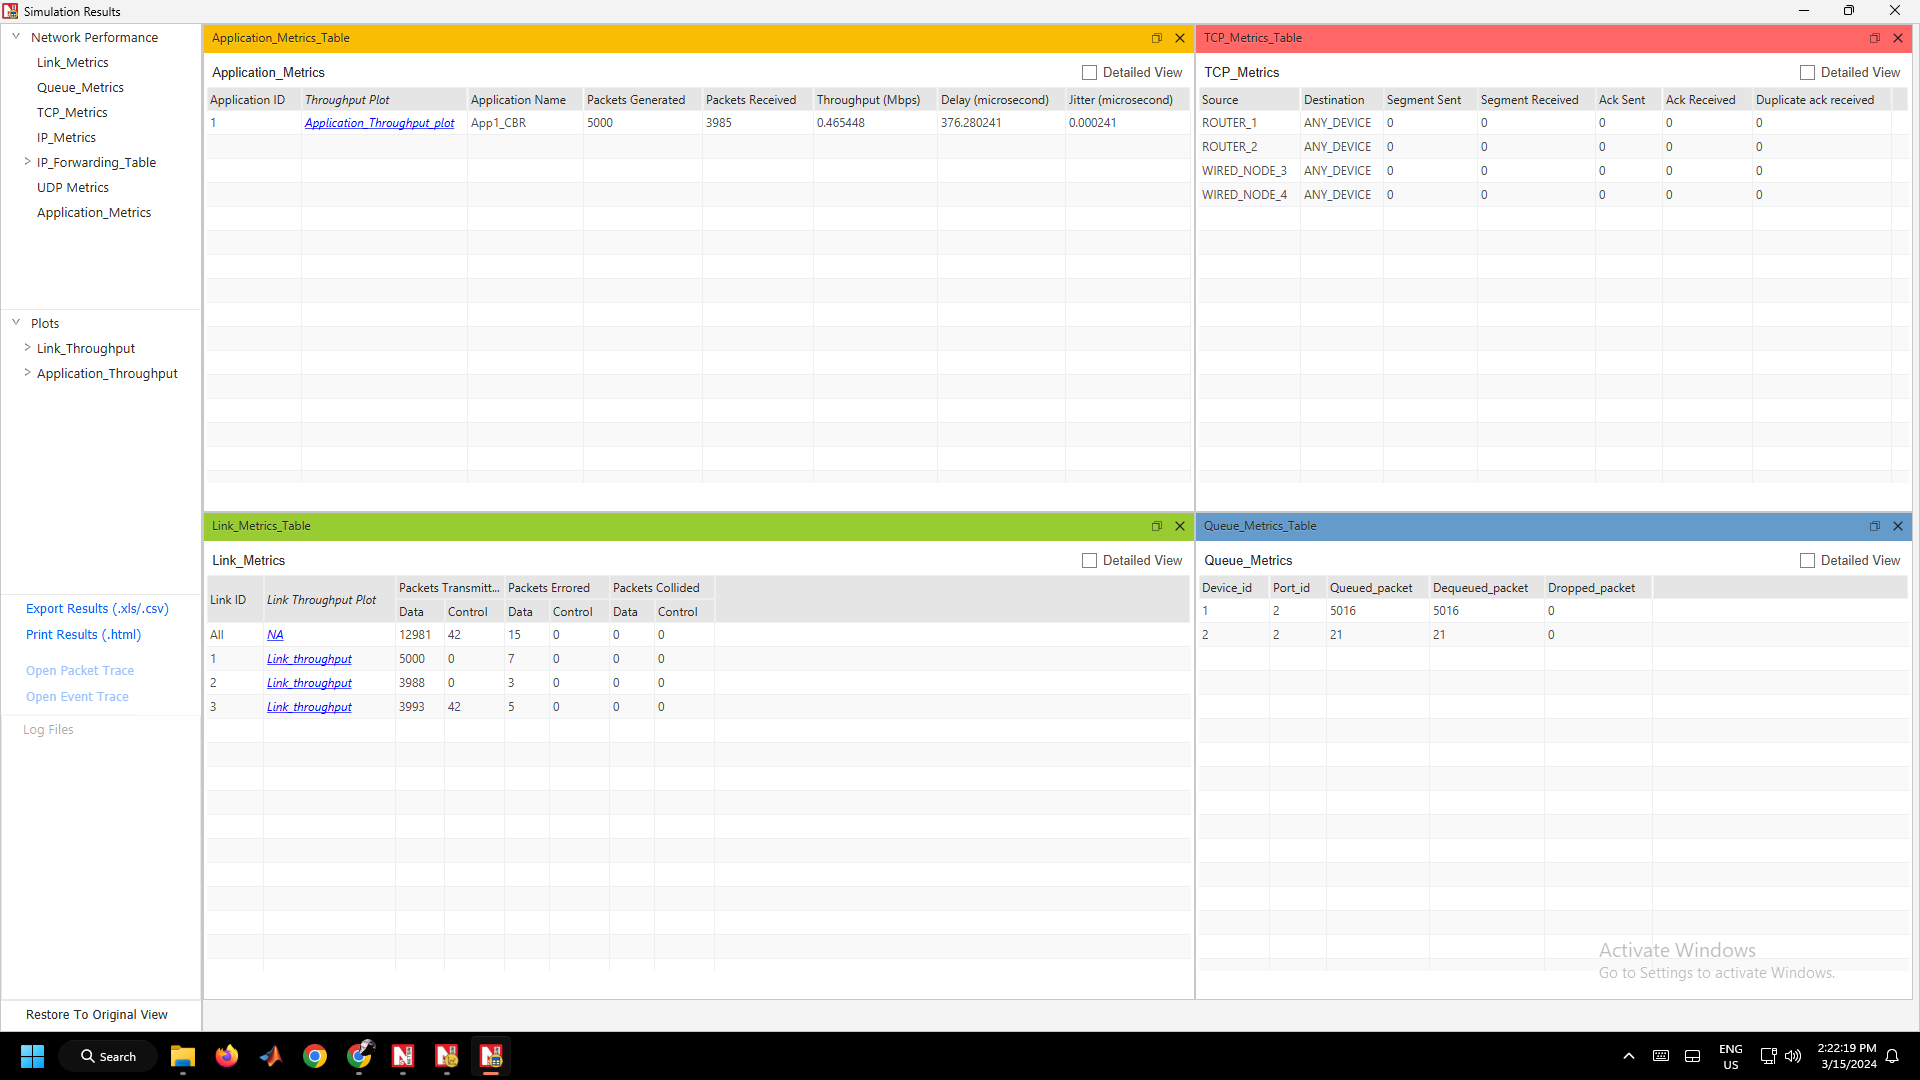 Simulation Results
Network Performance
Link_Metrics
Queue_Metrics
TCP_Metrics
IP_Metrics
IP_Forwarding_Table
UDP Metrics
Application_Metrics
Plots
Link_Throughput
Application_Throughput
Export Results (.xls/.csv)
Print Results (.html)
Open Packet Trace
Open Event Trace
Log Files
Restore To Original View
Application_Metrics_Table
Application_Metrics Detailed View
Application ID Throughput Plot Application Name Packets Generated Packets Received Throughput (Mbps) Delay (microsecond) Jitter (microsecond)
1 Application_Throughput_plot App1_CBR 5000 3985 0.465448 376.280241 0.000241
TCP_Metrics_Table
TCP_Metrics Detailed View
Source Destination Segment Sent Segment Received Ack Sent Ack Received Duplicate ack received
ROUTER_1 ANY_DEVICE 0 0 0 0 0
ROUTER_2 ANY_DEVICE 0 0 0 0 0
WIRED_NODE_3 ANY_DEVICE 0 0 0 0 0
WIRED_NODE_4 ANY_DEVICE 0 0 0 0 0
Link_Metrics_Table
Link_Metrics Detailed View
Link ID Link Throughput Plot Packets Transmitt... Packets Errored Packets Collided
Data Control Data Control Data Control
All NA 12981 42 15 0 0 0
1 Link_throughput 5000 0 7 0 0 0
2 Link_throughput 3988 0 3 0 0 0
3 Link_throughput 3993 42 5 0 0 0
Queue_Metrics_Table
Queue_Metrics Detailed View
Device_id Port_id Queued_packet Dequeued_packet Dropped_packet
1 2 5016 5016 0
2 2 21 21 0
Activate Windows
Go to Settings to activate Windows.
Search
ENG
US
2:22:19 PM
3/15/2024